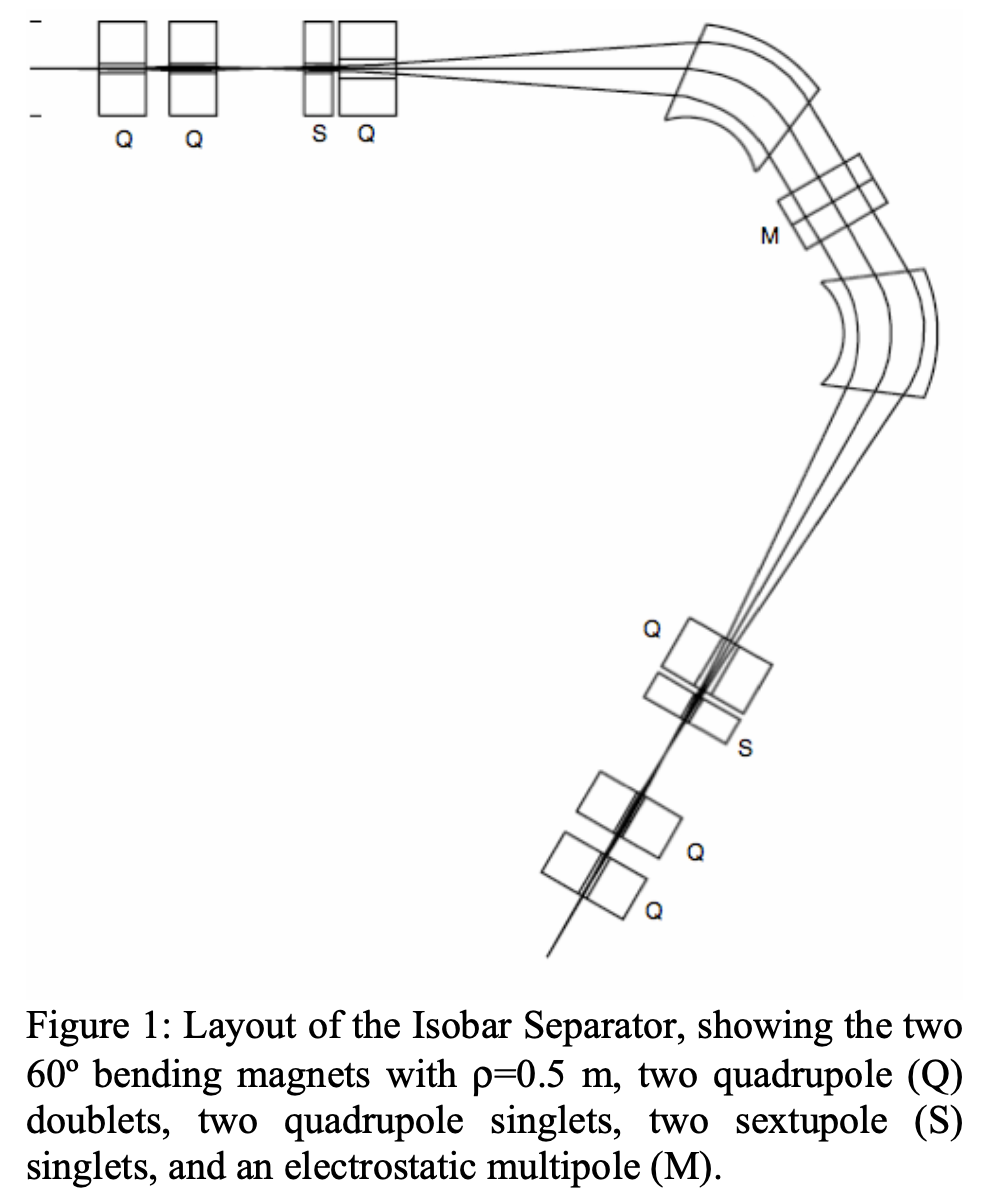 Q Q S Q
M
Q
S
Q
Q
Figure 1: Layout of the Isobar Separator, showing the two
60º bending magnets with ρ=0.5 m, two quadrupole (Q)
doublets, two quadrupole singlets, two sextupole (S)
singlets, and an electrostatic multipole (M).